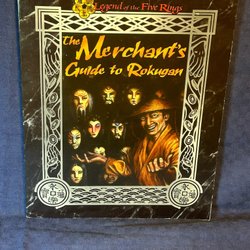 Legend of the Five Rings
The Merchant's
Guide to Rokugan